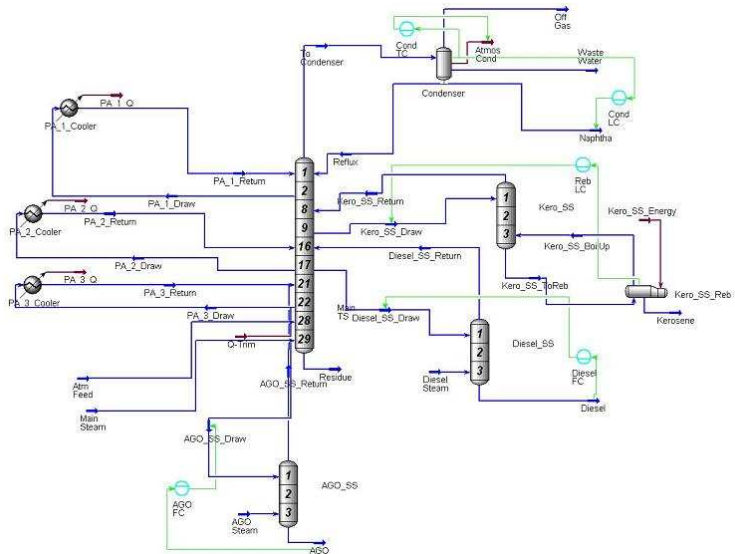 Off
Gas
Cond
TC
Atmos
Cond
Waste
Water
To
Condenser
Condenser
Cond
LC
Naphtha
PA_1_Q
PA_1_Cooler
Reflux
PA_1_Return
1
2
8
9
16
17
21
22
28
29
PA_1_Draw
Reb
LC
Kero_SS_Return
1
2
3
Kero_SS
Kero_SS_Energy
Kero_SS_Draw
PA_2_Q
PA_2_Return
PA_2_Cooler
Kero_SS_BoilUp
Diesel_SS_Return
PA_2_Draw
Kero_SS_ToReb
PA_3_Q
PA_3_Return
PA_3_Cooler
Kero_SS_Reb
Kerosene
Main
TS
PA_3_Draw
Diesel_SS_Draw
Q-Trim
1
2
3
Diesel_SS
Diesel
FC
Atm
Feed
AGO_SS_Return
Residue
Diesel
Steam
Diesel
Main
Steam
AGO_SS_Draw
1
2
3
AGO_SS
AGO
FC
AGO
Steam
AGO